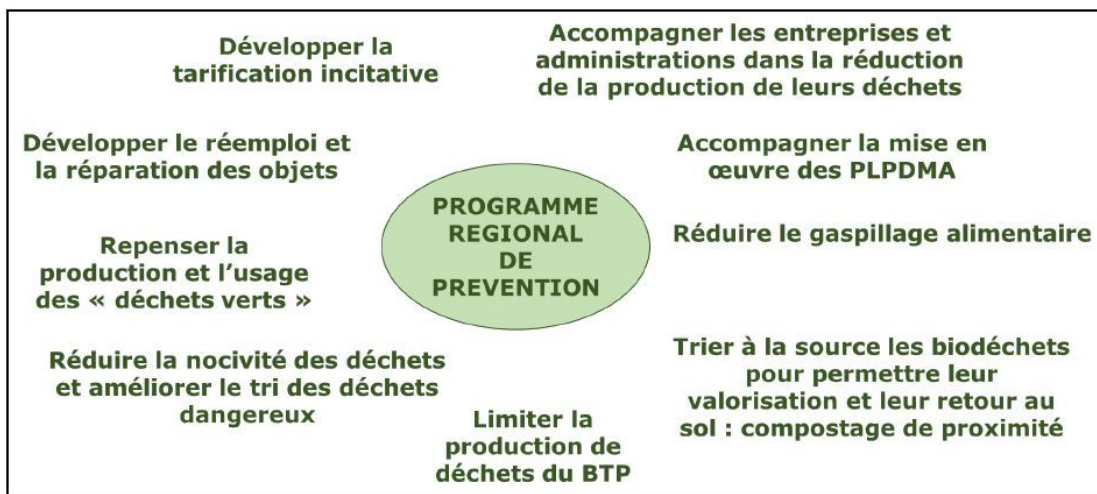 Développer la
tarification incitative
Accompagner les entreprises et
administrations dans la réduction
de la production de leurs déchets
Développer le réemploi et
la réparation des objets
Accompagner la mise en
œuvre des PLPDMA
PROGRAMME
REGIONAL
DE
PREVENTION
Repenser la
production et l’usage
des « déchets verts »
Réduire le gaspillage alimentaire
Réduire la nocivité des déchets
et améliorer le tri des déchets
dangereux
Limiter la
production de
déchets du BTP
Trier à la source les biodéchets
pour permettre leur
valorisation et leur retour au
sol : compostage de proximité